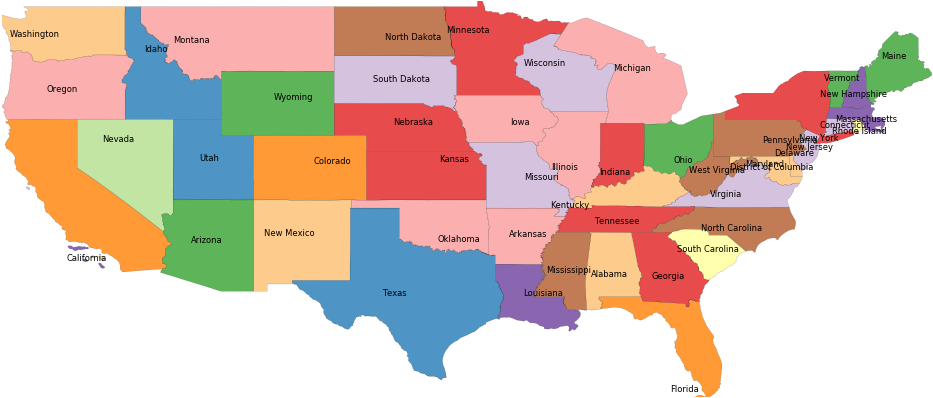 Washington
Idaho
Montana
North Dakota
Minnesota
Wisconsin
Michigan
Maine
Vermont
New Hampshire
Oregon
Wyoming
South Dakota
Massachusetts
Nebraska
Iowa
Connecticut
Rhode Island
Nevada
Pennsylvania
New York
New Jersey
Utah
Colorado
Kansas
Missouri
Illinois
Indiana
Ohio
West Virginia
Maryland
Delaware
District of Columbia
Kentucky
Virginia
Arizona
New Mexico
Oklahoma
Arkansas
Tennessee
North Carolina
South Carolina
California
Texas
Louisiana
Mississippi
Alabama
Georgia
Florida